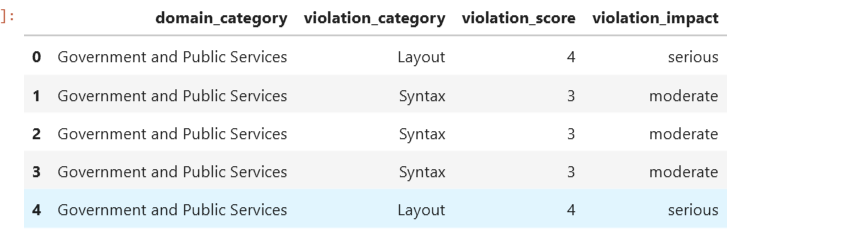 ]:
domain_category violation_category violation_score violation_impact
0 Government and Public Services Layout 4 serious
1 Government and Public Services Syntax 3 moderate
2 Government and Public Services Syntax 3 moderate
3 Government and Public Services Syntax 3 moderate
4 Government and Public Services Layout 4 serious